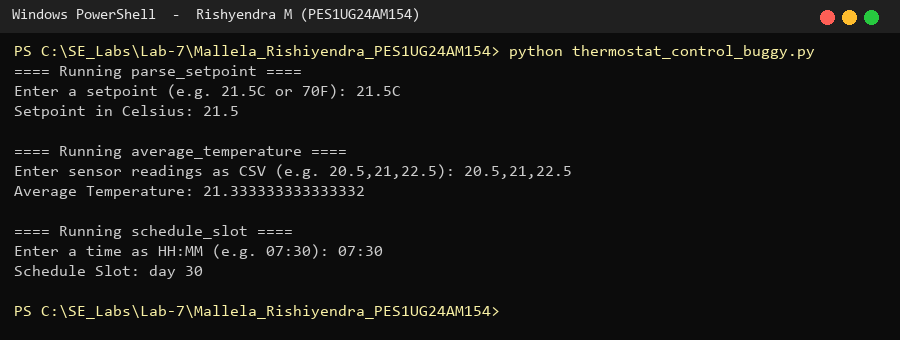 Windows PowerShell  -  Rishyendra M (PES1UG24AM154)
PS C:\SE_Labs\Lab-7\Mallela_Rishiyendra_PES1UG24AM154> python thermostat_control_buggy.py
==== Running parse_setpoint ====
Enter a setpoint (e.g. 21.5C or 70F): 21.5C
Setpoint in Celsius: 21.5
==== Running average_temperature ====
Enter sensor readings as CSV (e.g. 20.5,21,22.5): 20.5,21,22.5
Average Temperature: 21.333333333333332
==== Running schedule_slot ====
Enter a time as HH:MM (e.g. 07:30): 07:30
Schedule Slot: day 30
PS C:\SE_Labs\Lab-7\Mallela_Rishiyendra_PES1UG24AM154>